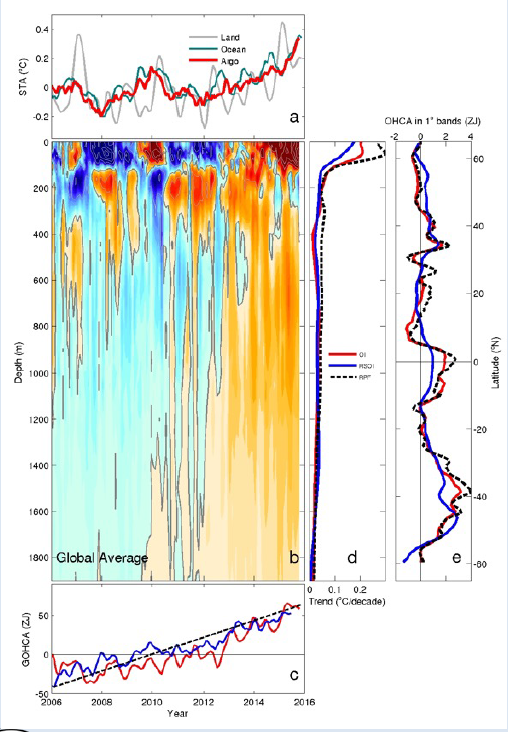 0.4
0.2
0
-0.2
STA (°C)
Land
Ocean
Argo
a
OHCA in 1° bands (ZJ)
-2 0 2 4
0
200
400
600
800
1000
1200
1400
1600
1800
Depth (m)
Global Average
b
OI
RSOI
RPF
d
0 0.1 0.2
Trend (°C/decade)
60
40
20
0
-20
-40
-60
Latitude (°N)
e
50
0
-50
GOHCA (ZJ)
c
2006 2008 2010 2012 2014 2016
Year